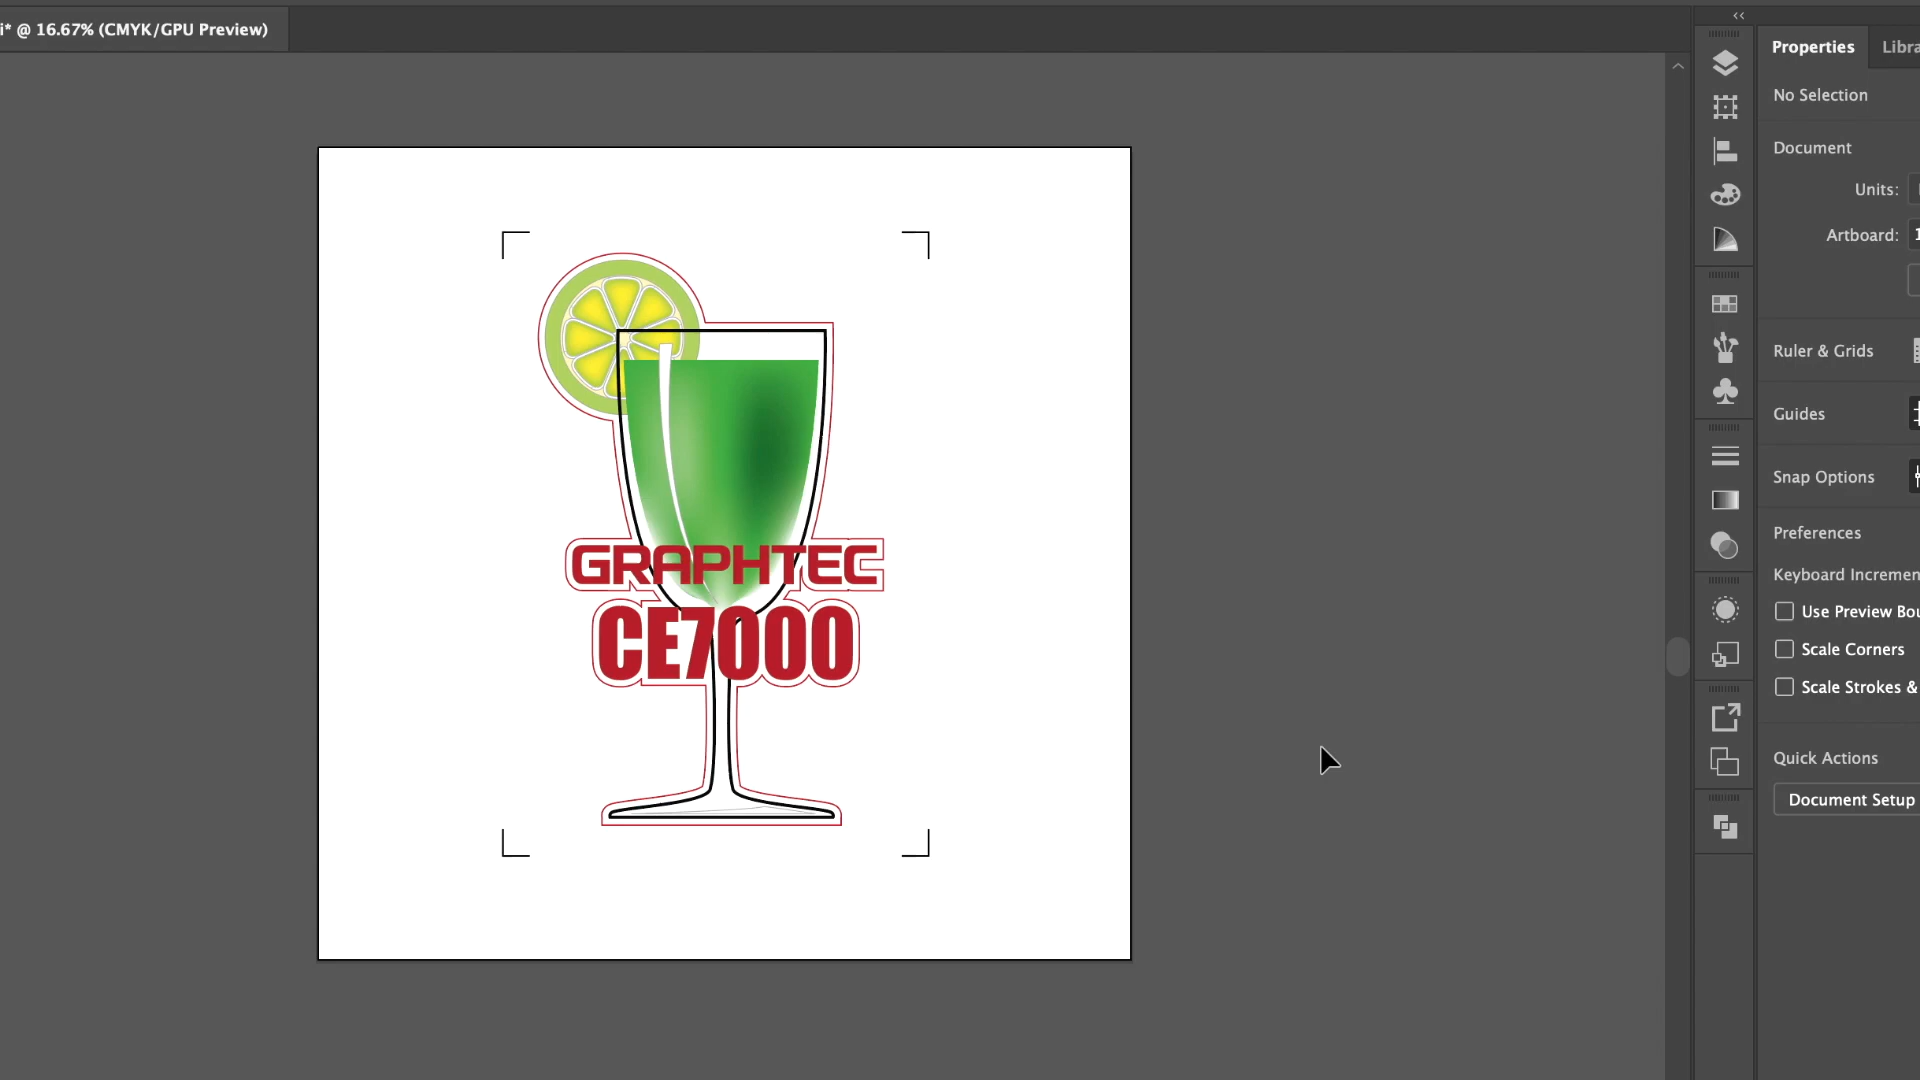 i* @ 16.67% (CMYK/GPU Preview)
Properties
Libra
No Selection
Document
Units:
Artboard: 1
Ruler & Grids
Guides
Snap Options
Preferences
Keyboard Incremen
Use Preview Bou
Scale Corners
Scale Strokes &
Quick Actions
Document Setup
GRAPHTEC
CE7000